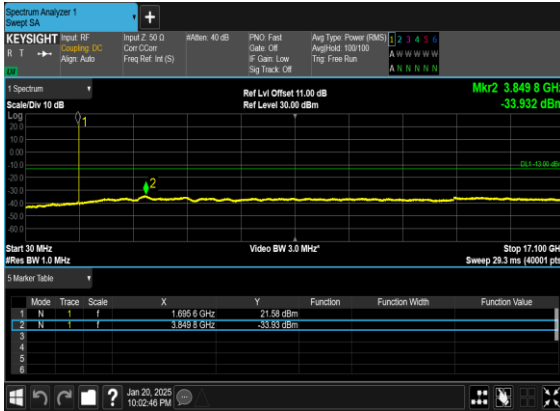 Spectrum Analyzer 1
Swept SA
KEYSIGHT Input: RF Input Z: 50 Ω #Atten: 40 dB PNO: Fast Avg Type: Power (RMS) 1 2 3 4 5 6
R T Coupling: DC Corr CCorr Gate: Off Avg|Hold: 100/100 A W W W W W
Align: Auto Freq Ref: Int (S) IF Gain: Low Trig: Free Run
Sig Track: Off A N N N N N
1 Spectrum
Ref Lvl Offset 11.00 dB Mkr2 3.849 8 GHz
Scale/Div 10 dB Ref Level 30.00 dBm -33.932 dBm
Log
20.0
10.0
0.00
-10.0
-20.0
-30.0
-40.0
-50.0
-60.0
1
2
DL1 -13.00 dBm
Start 30 MHz Video BW 3.0 MHz* Stop 17.100 GHz
#Res BW 1.0 MHz Sweep 29.3 ms (40001 pts)
5 Marker Table
Mode Trace Scale X Y Function Function Width Function Value
1 N 1 f 1.695 6 GHz 21.58 dBm
2 N 1 f 3.849 8 GHz -33.93 dBm
3
4
5
6
Jan 20, 2025
10:02:46 PM